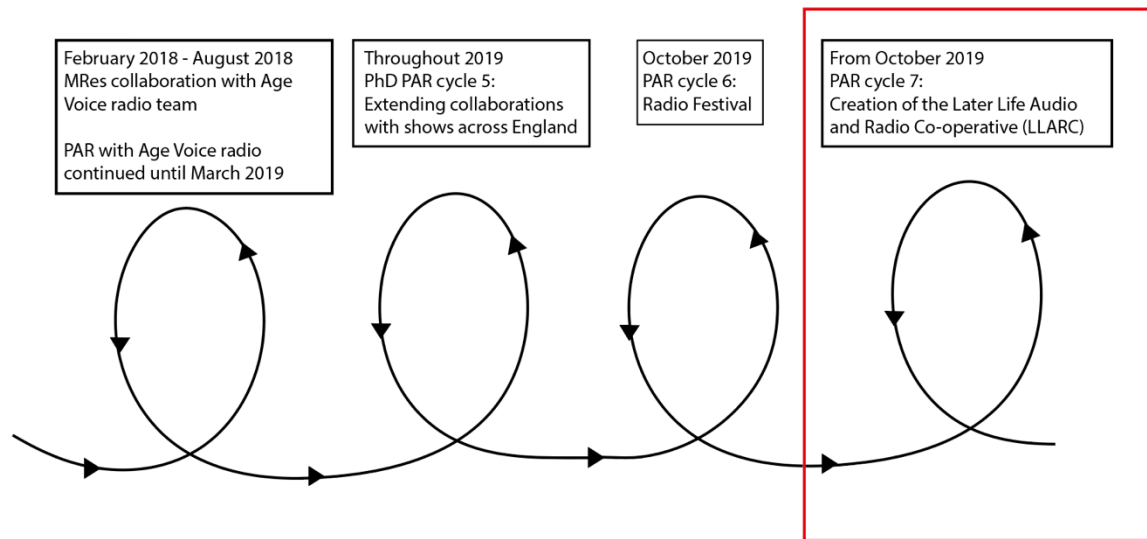 February 2018 - August 2018
MRes collaboration with Age
Voice radio team
PAR with Age Voice radio
continued until March 2019
Throughout 2019
PhD PAR cycle 5:
Extending collaborations
with shows across England
October 2019
PAR cycle 6:
Radio Festival
From October 2019
PAR cycle 7:
Creation of the Later Life Audio
and Radio Co-operative (LLARC)